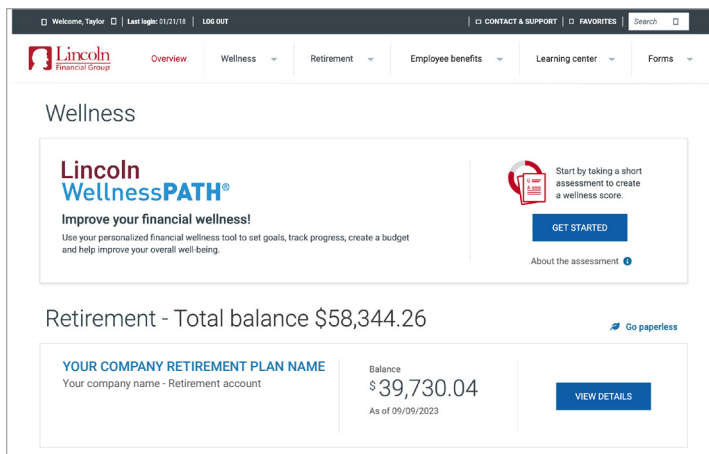 Welcome, Taylor | Last login: 01/21/18 | LOG OUT | CONTACT & SUPPORT | FAVORITES | Search
Lincoln
Financial Group®
Overview Wellness Retirement Employee benefits Learning center Forms
Wellness
Lincoln
WellnessPATH®
Improve your financial wellness!
Use your personalized financial wellness tool to set goals, track progress, create a budget
and help improve your overall well-being.
Start by taking a short
assessment to create
a wellness score.
GET STARTED
About the assessment
Retirement - Total balance $58,344.26
Go paperless
YOUR COMPANY RETIREMENT PLAN NAME
Your company name - Retirement account
Balance
$39,730.04
As of 09/09/2023
VIEW DETAILS